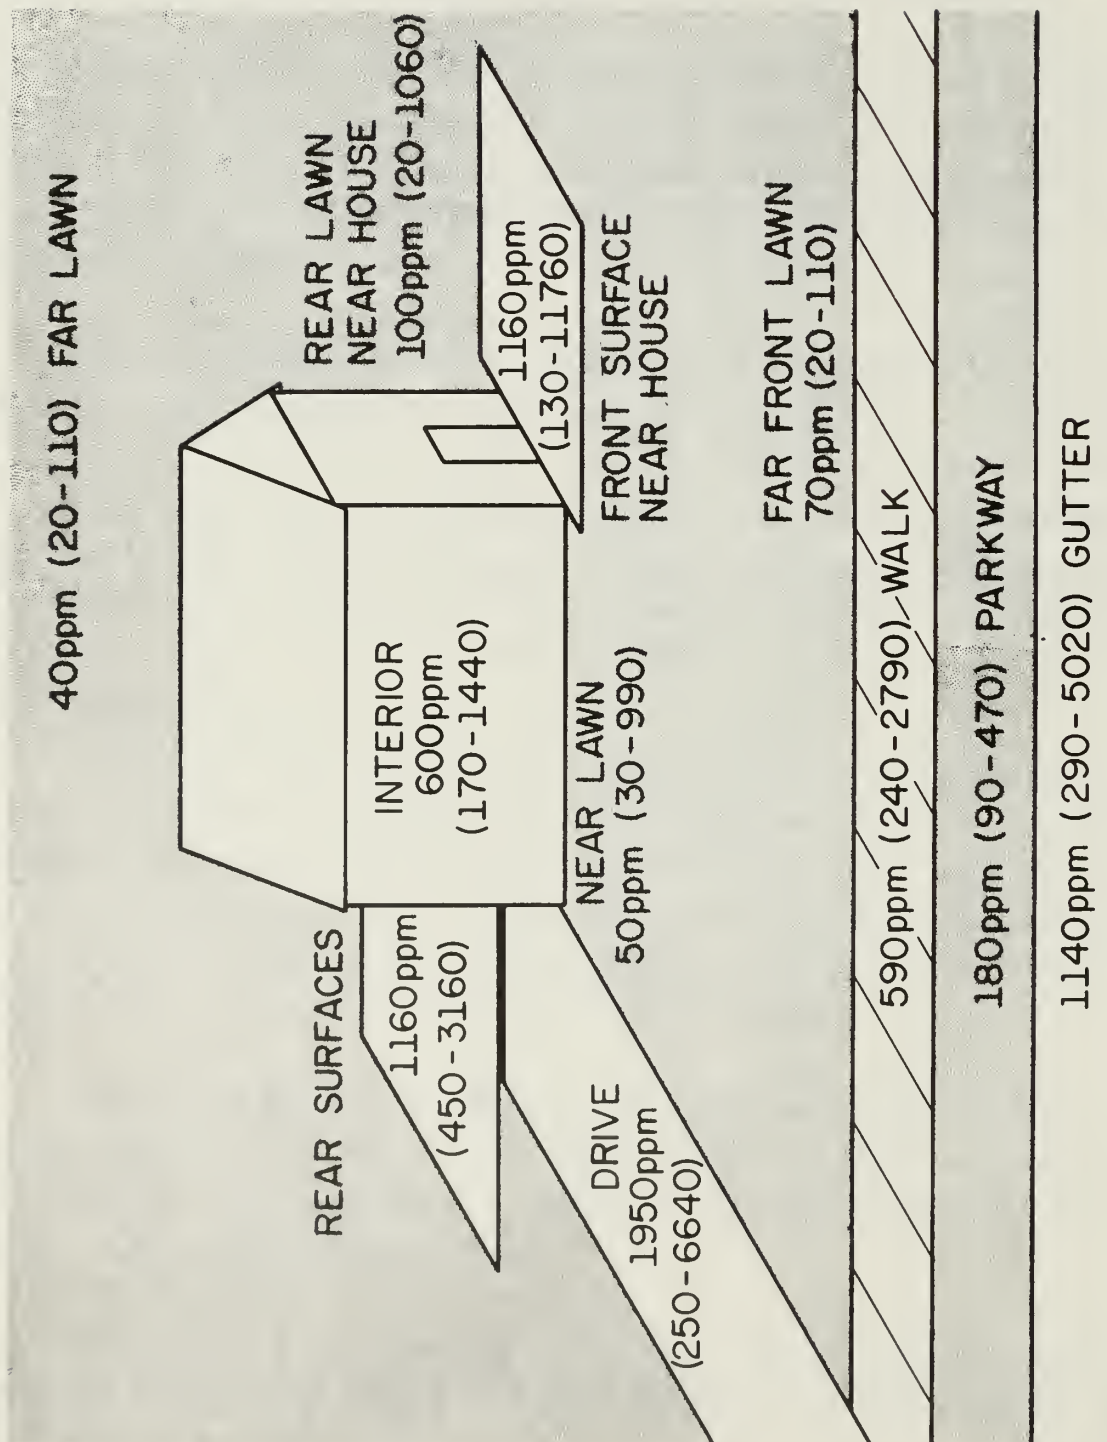 40ppm (20-110) FAR LAWN
REAR LAWN
NEAR HOUSE
100ppm (20-1060)
REAR SURFACES
1160ppm
(450-3160)
INTERIOR
600ppm
(170-1440)
1160ppm
(130-11760)
FRONT SURFACE
NEAR HOUSE
NEAR LAWN
50ppm (30-990)
DRIVE
1950ppm
(250-6640)
FAR FRONT LAWN
70ppm (20-110)
590ppm (240-2790) WALK
180ppm (90-470) PARKWAY
1140ppm (290-5020) GUTTER